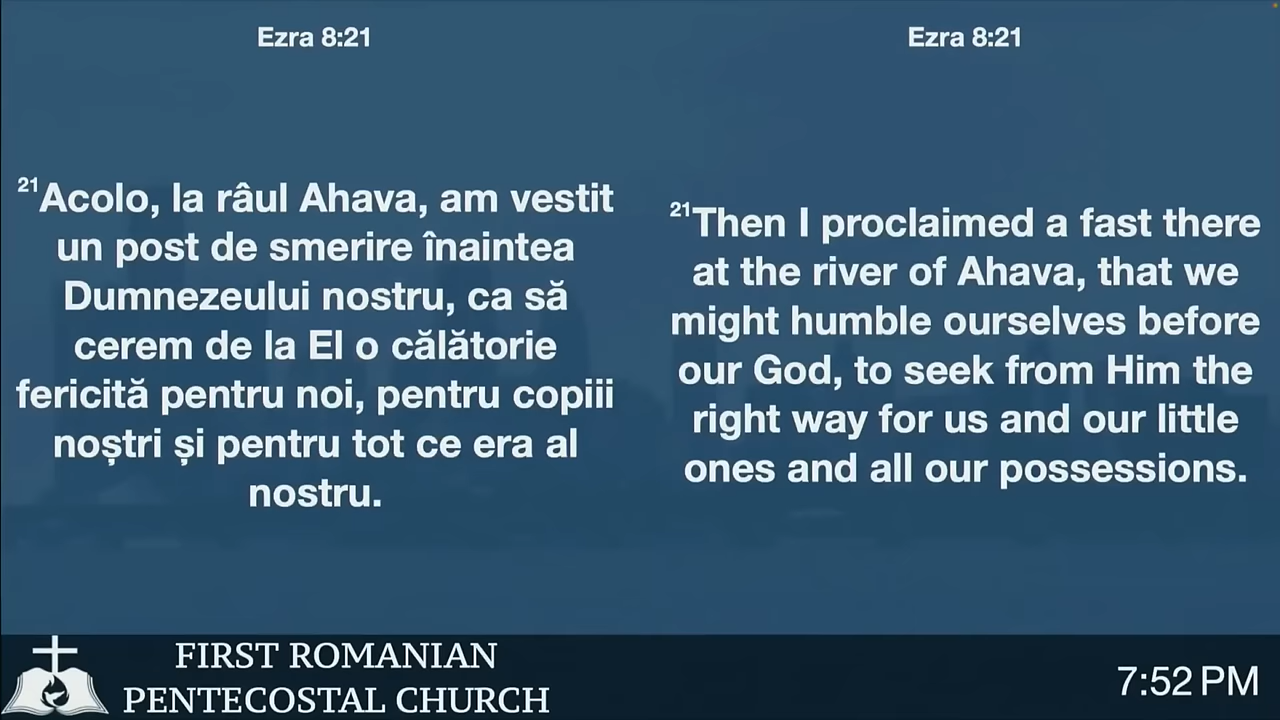 Ezra 8:21
21Acolo, la râul Ahava, am vestit
un post de smerire înaintea
Dumnezeului nostru, ca să
cerem de la El o călătorie
fericită pentru noi, pentru copiii
noștri și pentru tot ce era al
nostru.
Ezra 8:21
21Then I proclaimed a fast there
at the river of Ahava, that we
might humble ourselves before
our God, to seek from Him the
right way for us and our little
ones and all our possessions.
FIRST ROMANIAN
PENTECOSTAL CHURCH
7:52 PM